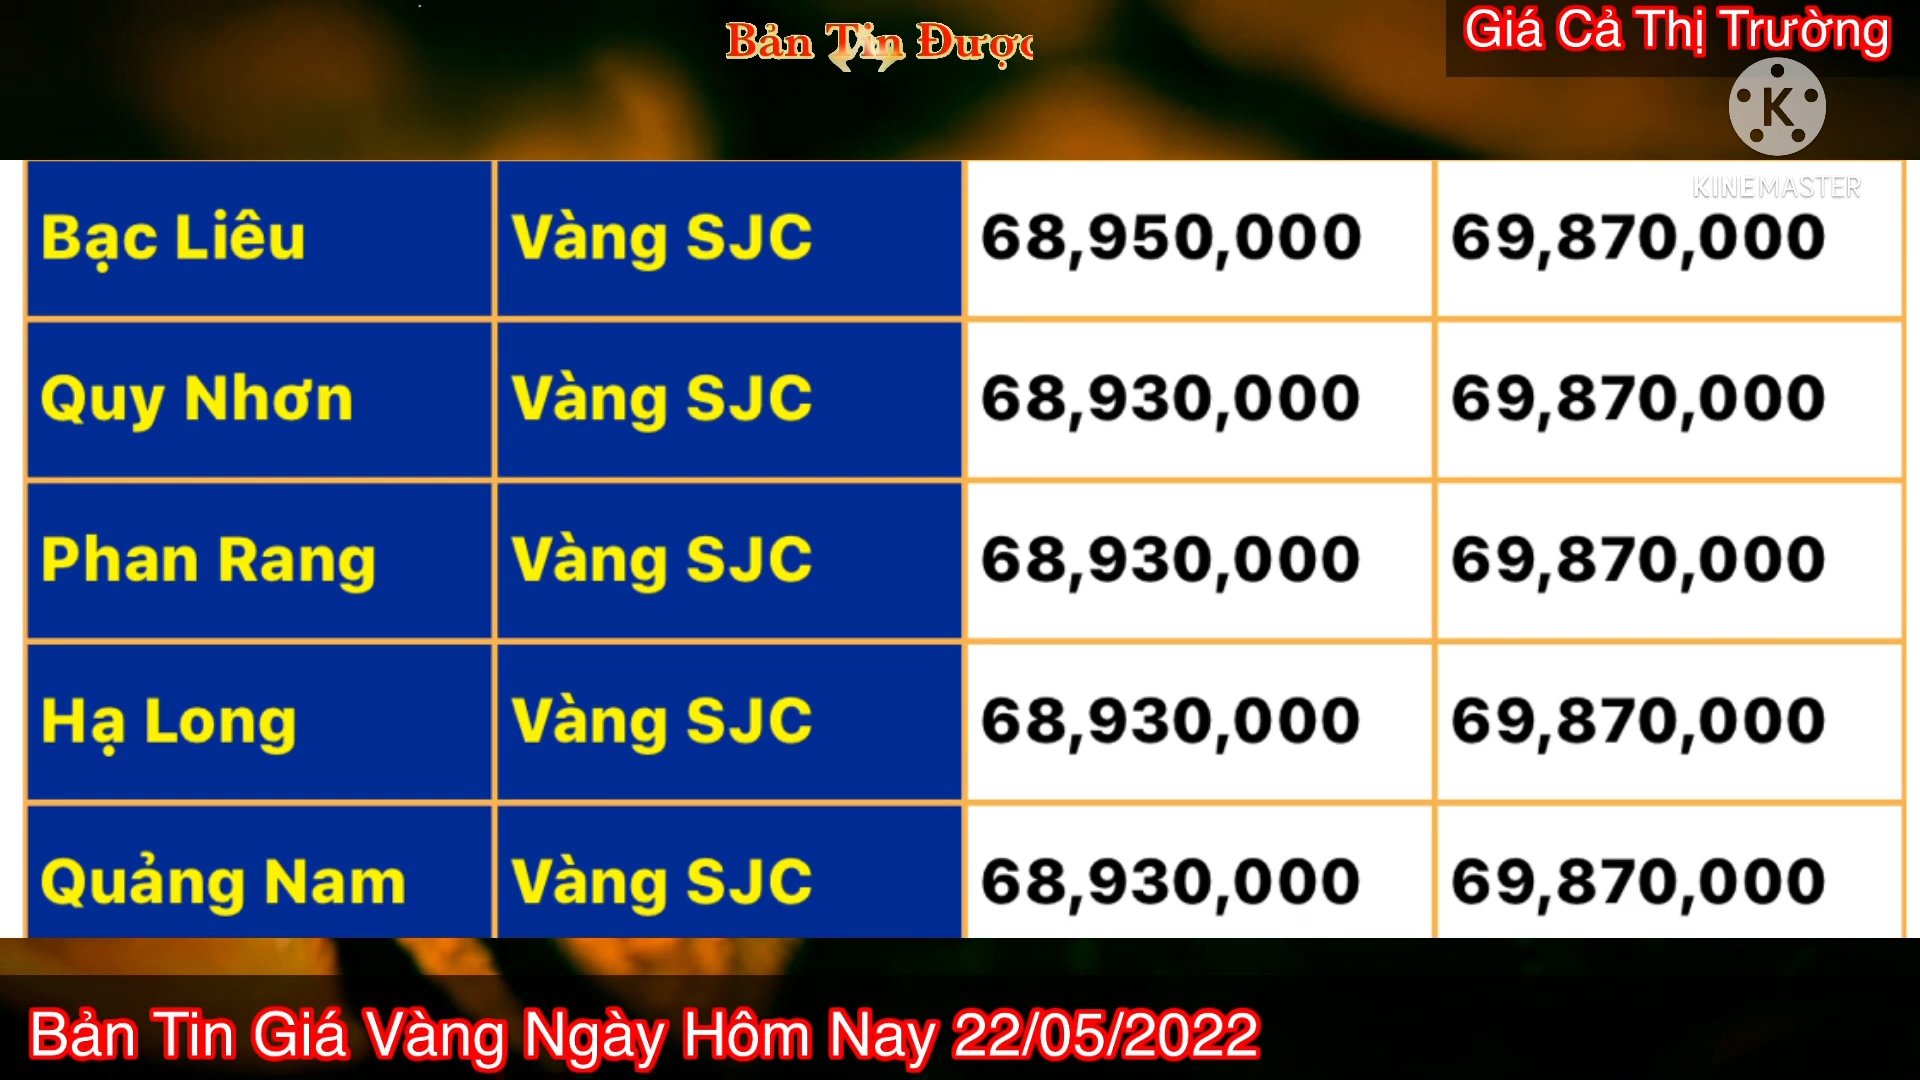 Bản Tin Được
Giá Cả Thị Trường
K
KINEMASTER
Bạc Liêu Vàng SJC 68,950,000 69,870,000
Quy Nhơn Vàng SJC 68,930,000 69,870,000
Phan Rang Vàng SJC 68,930,000 69,870,000
Hạ Long Vàng SJC 68,930,000 69,870,000
Quảng Nam Vàng SJC 68,930,000 69,870,000
Bản Tin Giá Vàng Ngày Hôm Nay 22/05/2022